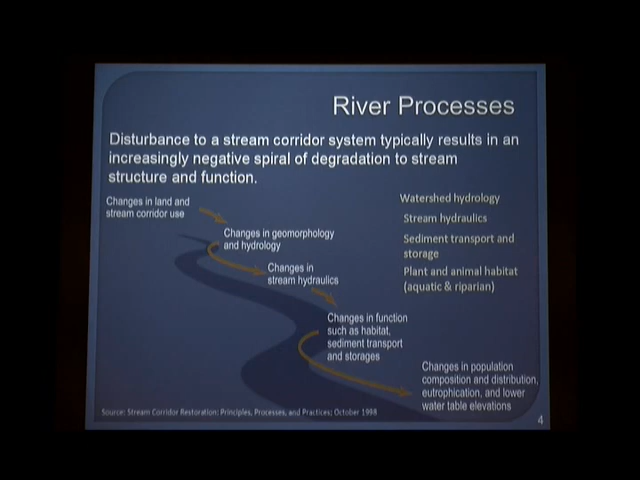 River Processes
Disturbance to a stream corridor system typically results in an
increasingly negative spiral of degradation to stream
structure and function.
Changes in land and
stream corridor use
Changes in geomorphology
and hydrology
Changes in
stream hydraulics
Changes in function
such as habitat,
sediment transport
and storages
Changes in population
composition and distribution,
eutrophication, and lower
water table elevations
Watershed hydrology
Stream hydraulics
Sediment transport and
storage
Plant and animal habitat
(aquatic & riparian)
Source: Stream Corridor Restoration: Principles, Processes, and Practices; October 1998
4